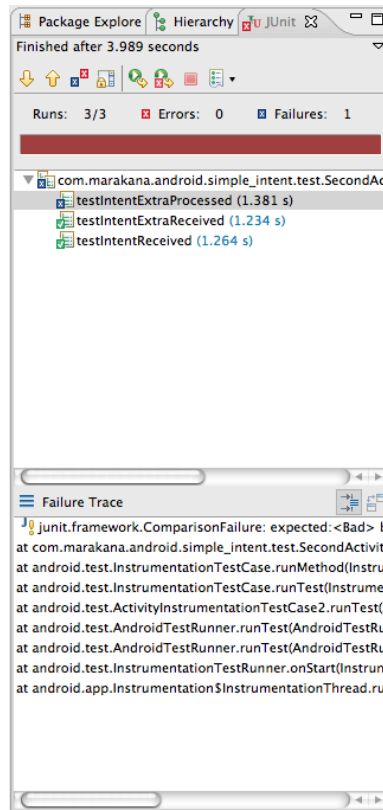 Package Explore Hierarchy JUnit
Finished after 3.989 seconds
Runs: 3/3 Errors: 0 Failures: 1
com.marakana.android.simple_intent.test.SecondAc
testIntentExtraProcessed (1.381 s)
testIntentExtraReceived (1.234 s)
testIntentReceived (1.264 s)
Failure Trace
junit.framework.ComparisonFailure: expected:<Bad> b
at com.marakana.android.simple_intent.test.SecondActivit
at android.test.InstrumentationTestCase.runMethod(Instru
at android.test.InstrumentationTestCase.runTest(Instrume
at android.test.ActivityInstrumentationTestCase2.runTest(
at android.test.AndroidTestRunner.runTest(AndroidTestRu
at android.test.AndroidTestRunner.runTest(AndroidTestRu
at android.test.InstrumentationTestRunner.onStart(Instrun
at android.app.Instrumentation$InstrumentationThread.ru